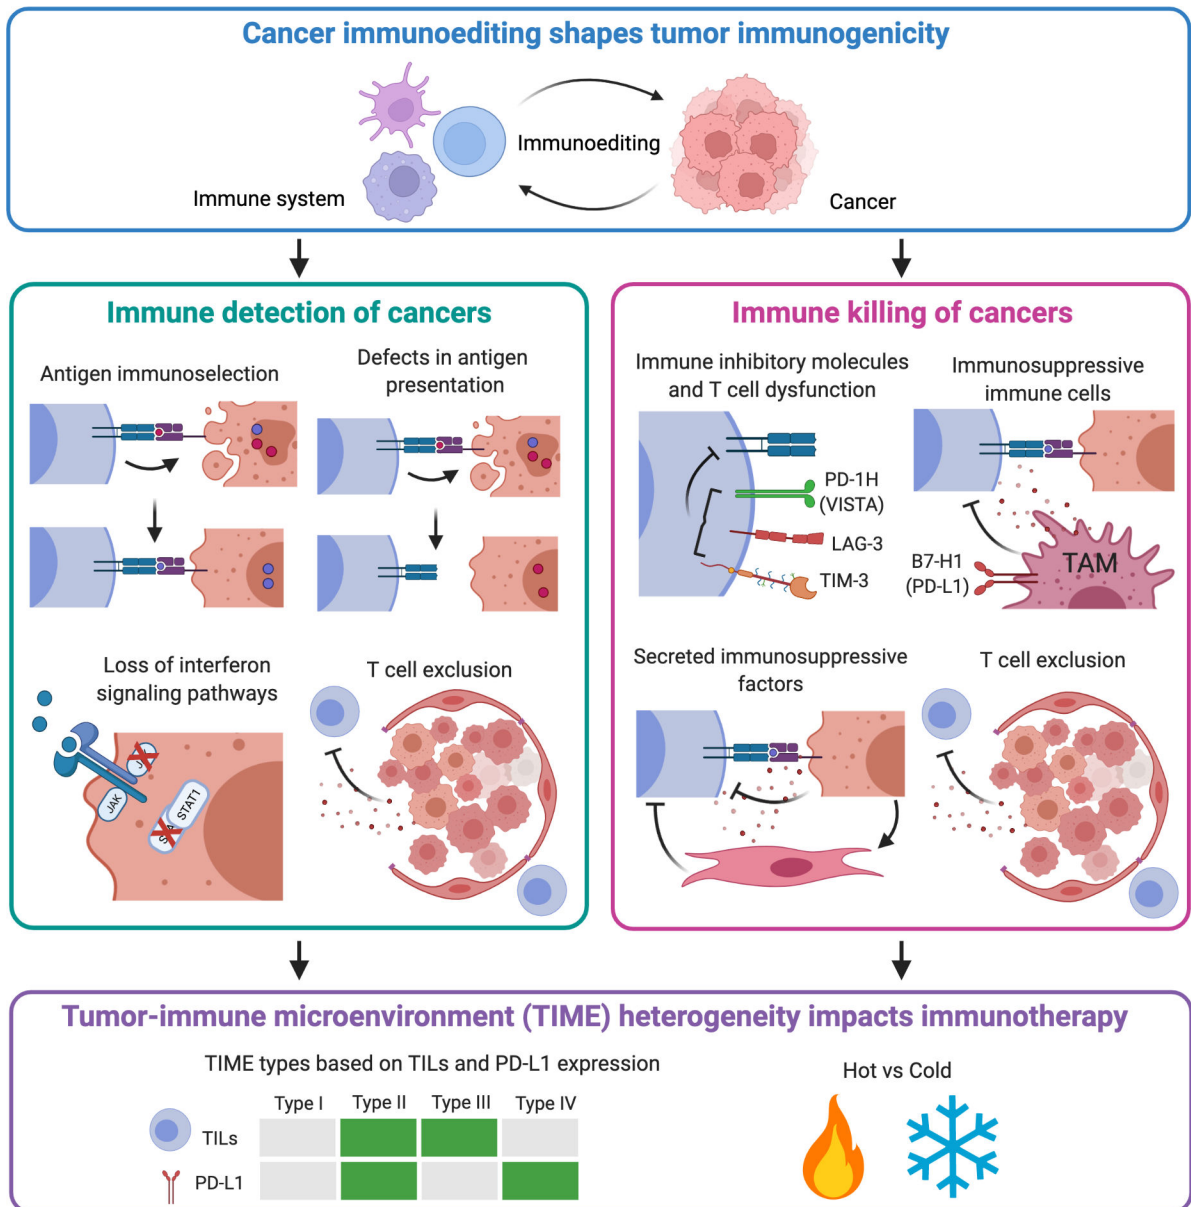 Cancer immunoediting shapes tumor immunogenicity
Immunoediting
Immune system
Cancer
Immune detection of cancers
Antigen immunoselection
Defects in antigen
presentation
Loss of interferon
signaling pathways
JAK
STAT1
T cell exclusion
Immune killing of cancers
Immune inhibitory molecules
and T cell dysfunction
PD-1H
(VISTA)
LAG-3
TIM-3
Immunosuppressive
immune cells
B7-H1
(PD-L1)
TAM
Secreted immunosuppressive
factors
T cell exclusion
Tumor-immune microenvironment (TIME) heterogeneity impacts immunotherapy
TIME types based on TILs and PD-L1 expression
Type I Type II Type III Type IV
TILs
PD-L1
Hot vs Cold